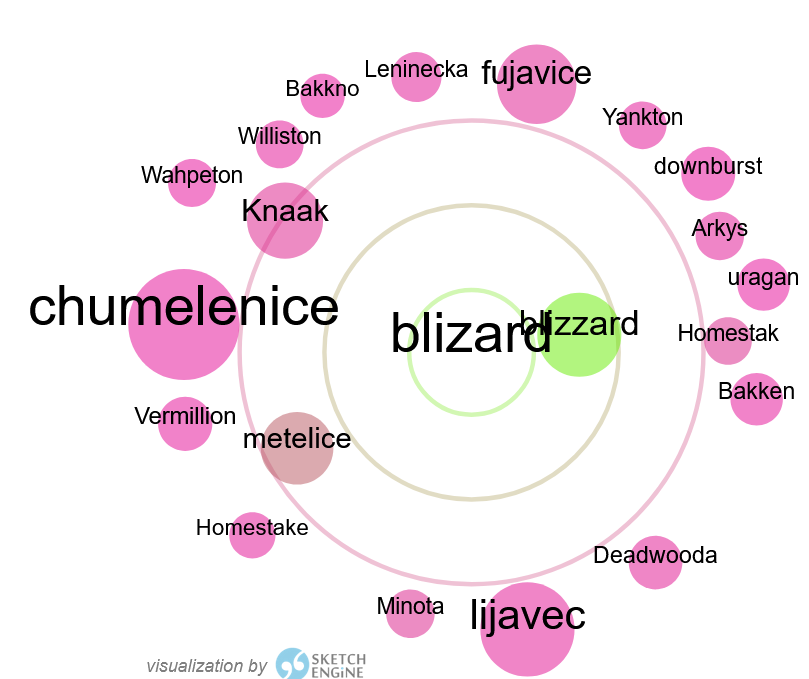 Leninecka
fujavice
Bakkno
Yankton
Williston
downburst
Wahpeton
Knaak
Arkys
uragan
chumelenice
blizard
blizzard
Homestak
Bakken
Vermillion
metelice
Homestake
Deadwooda
Minota
lijavec
visualization by SKETCH
ENGINE